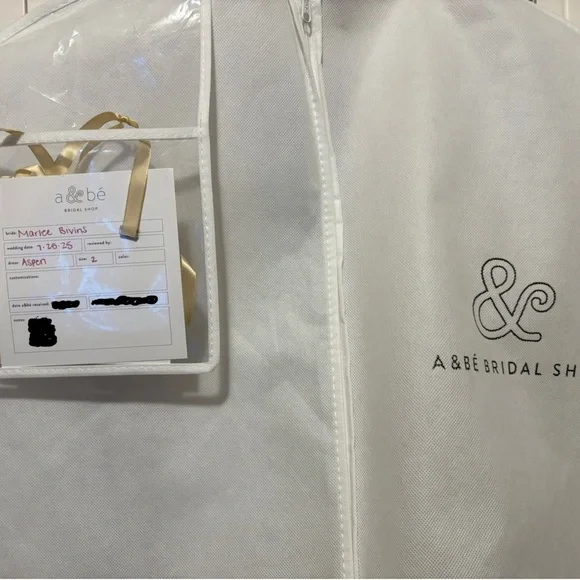 a&bé
BRIDAL SHOP
bride: Marlee Bivins
wedding date: 7.26.25 reviewed by:
dress: Aspen size: 2 color:
customizations:
date a&bé received:
notes:
&
A & BÉ BRIDAL SH